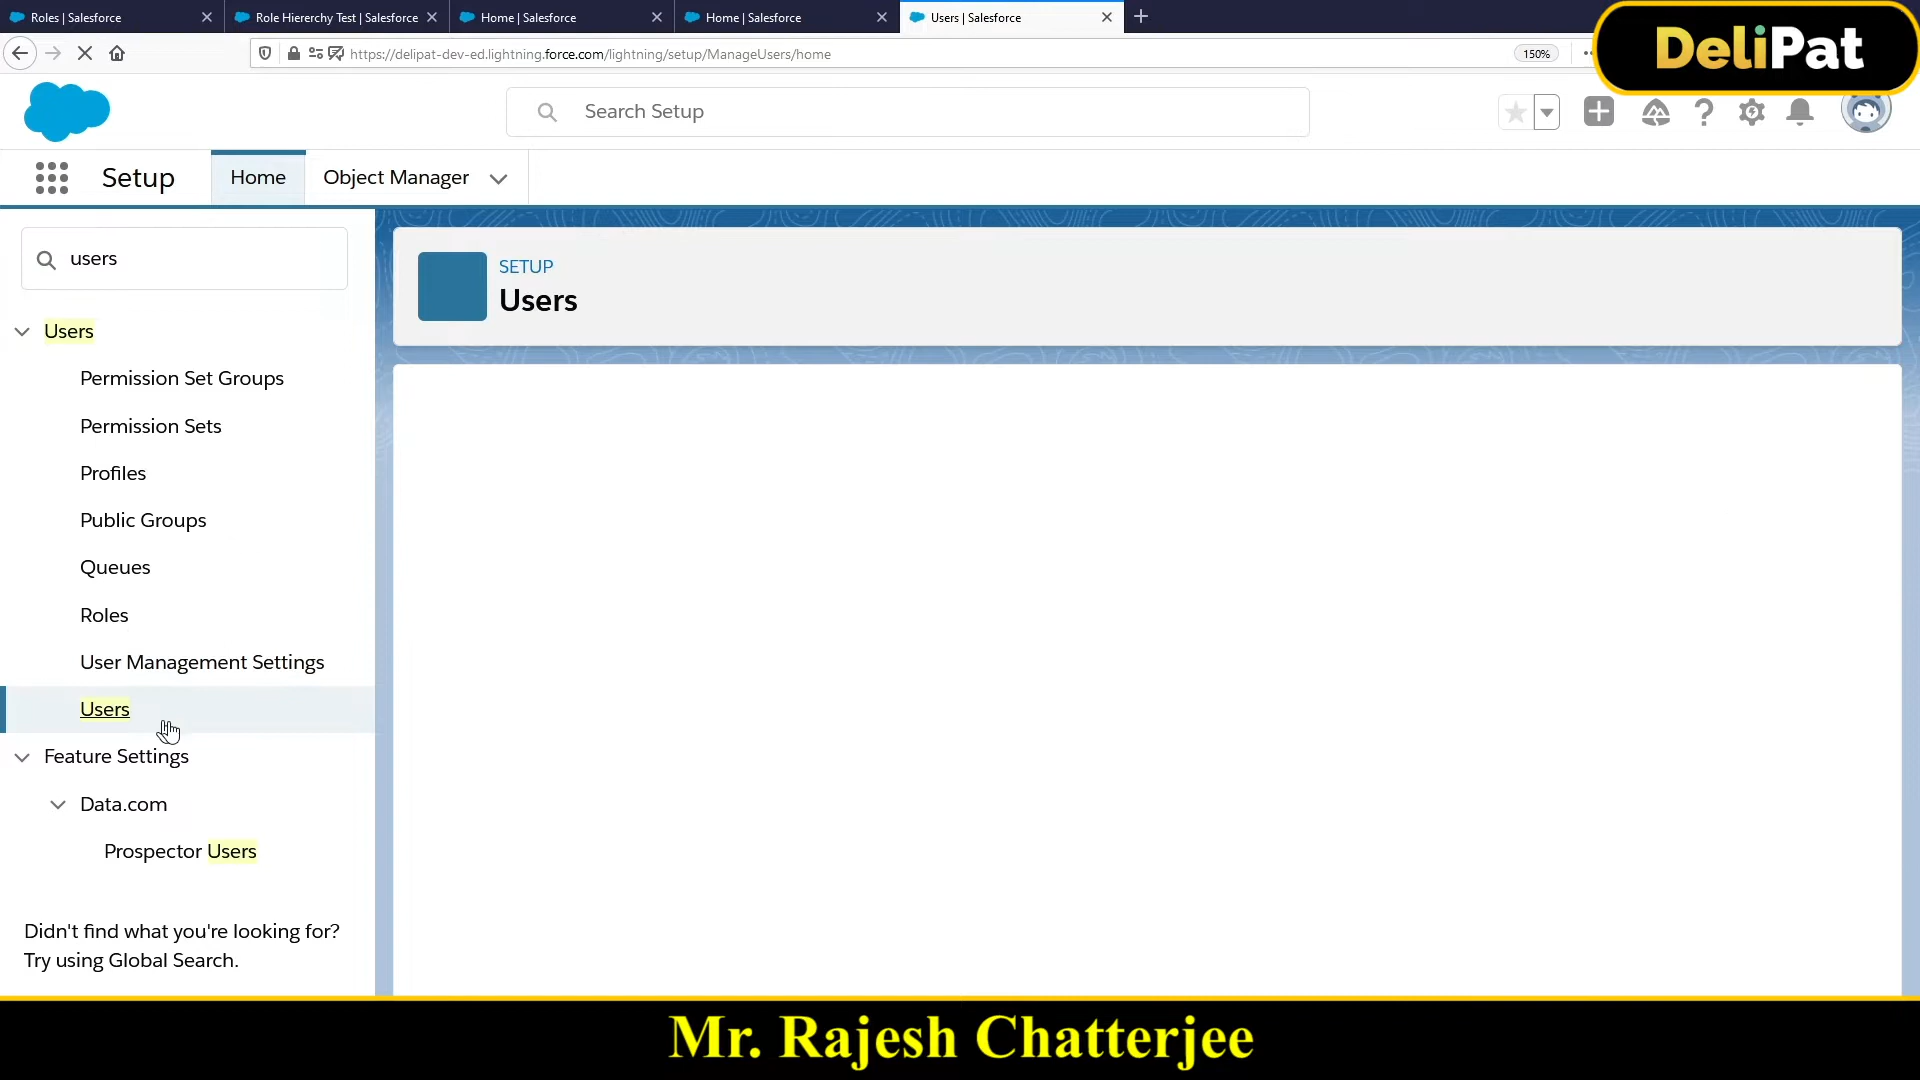 Roles | Salesforce
Role Hiererchy Test | Salesforce
Home | Salesforce
Home | Salesforce
Users | Salesforce
https://delipat-dev-ed.lightning.force.com/lightning/setup/ManageUsers/home
150%
DeliPat
Search Setup
Setup
Home
Object Manager
users
SETUP
Users
Users
Permission Set Groups
Permission Sets
Profiles
Public Groups
Queues
Roles
User Management Settings
Users
Feature Settings
Data.com
Prospector Users
Didn't find what you're looking for?
Try using Global Search.
Mr. Rajesh Chatterjee